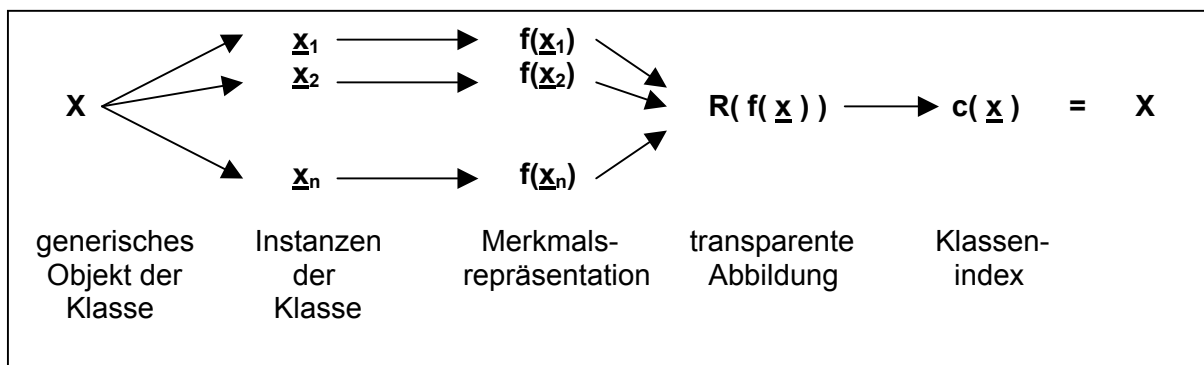 x1 f(x1)
x2 f(x2)
X R( f( x ) ) c( x ) = X
xn f(xn)
generisches Instanzen Merkmals- transparente Klassen-
Objekt der der repräsentation Abbildung index
Klasse Klasse